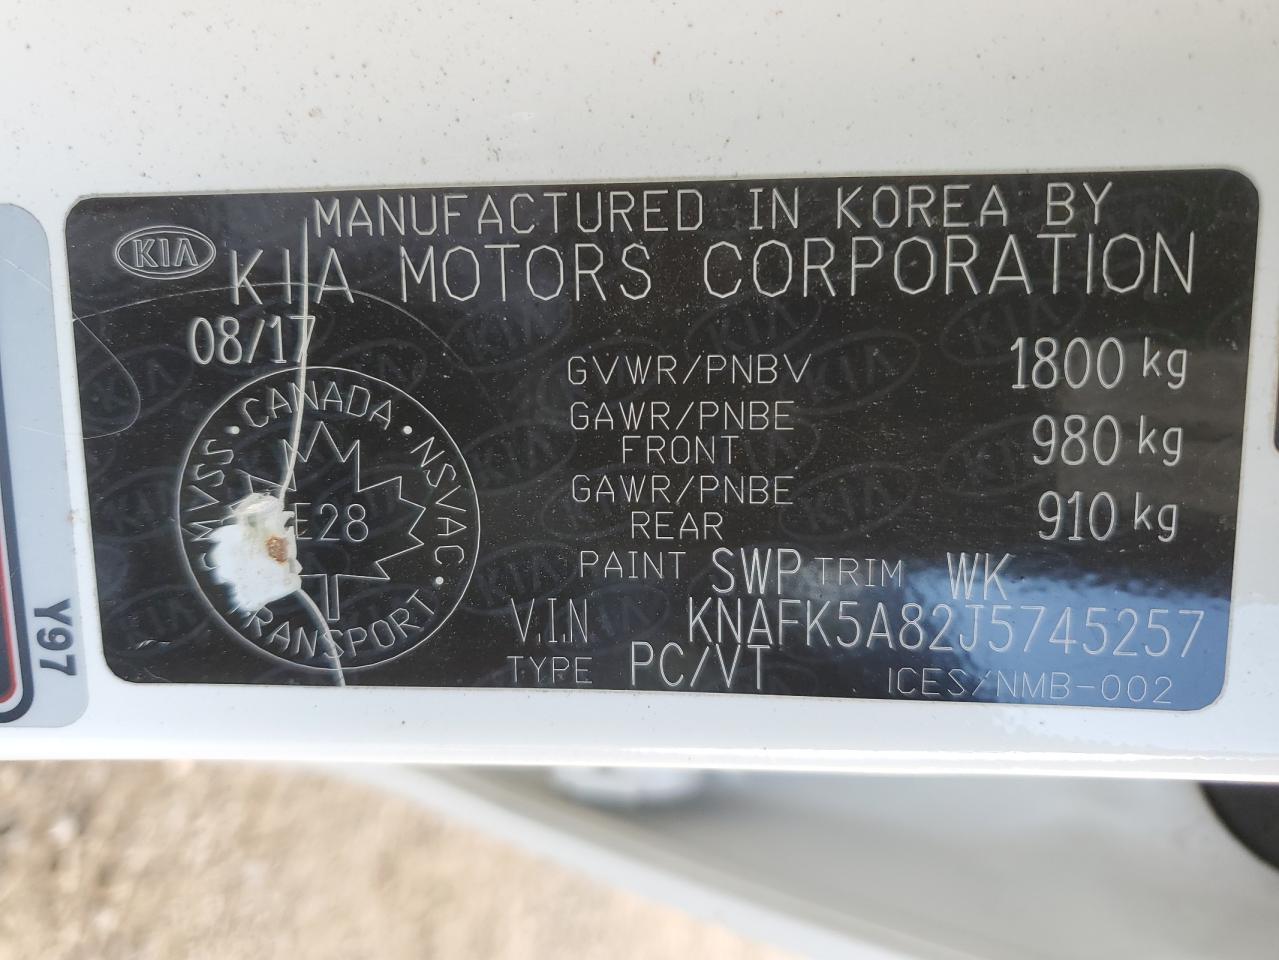 KIA
MANUFACTURED IN KOREA BY
KIA MOTORS CORPORATION
08/17
GVWR/PNBV 1800 kg
GAWR/PNBE FRONT 980 kg
GAWR/PNBE REAR 910 kg
PAINT SWP TRIM WK
V.I.N KNAFK5A82J5745257
TYPE PC/VT ICES/NMB-002
CANADA · NSVAC · TRANSPORT
E28
Y97